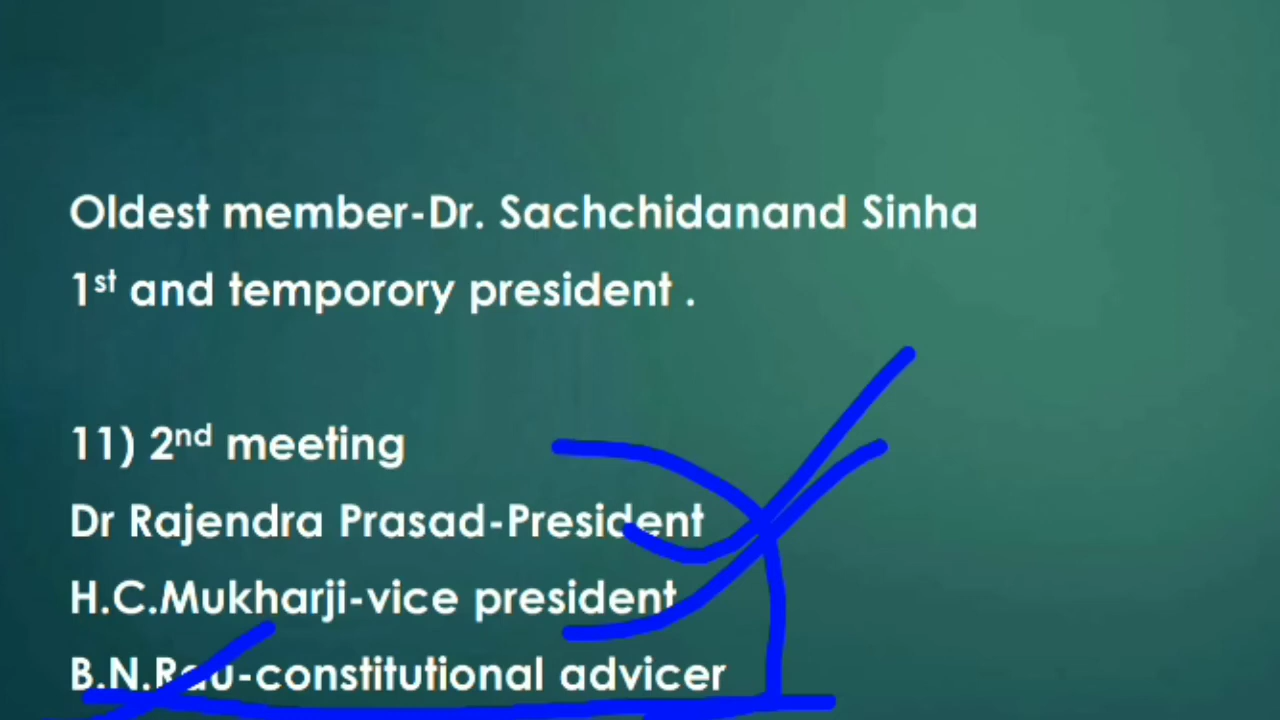 Oldest member-Dr. Sachchidanand Sinha
1st and temporory president .
11) 2nd meeting
Dr Rajendra Prasad-President
H.C.Mukharji-vice president
B.N.Rau-constitutional advicer